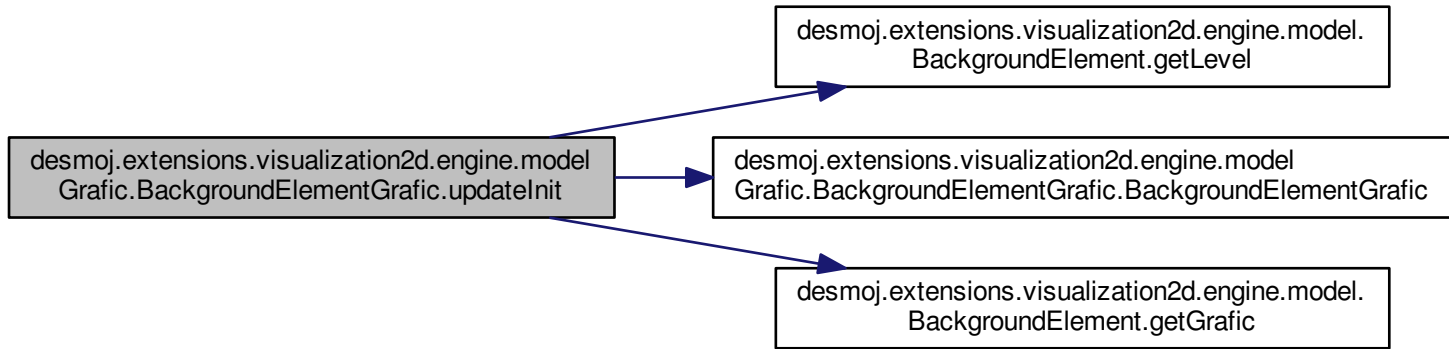 desmoj.extensions.visualization2d.engine.model
Grafic.BackgroundElementGrafic.updateInit
desmoj.extensions.visualization2d.engine.model.
BackgroundElement.getLevel
desmoj.extensions.visualization2d.engine.model
Grafic.BackgroundElementGrafic.BackgroundElementGrafic
desmoj.extensions.visualization2d.engine.model.
BackgroundElement.getGrafic